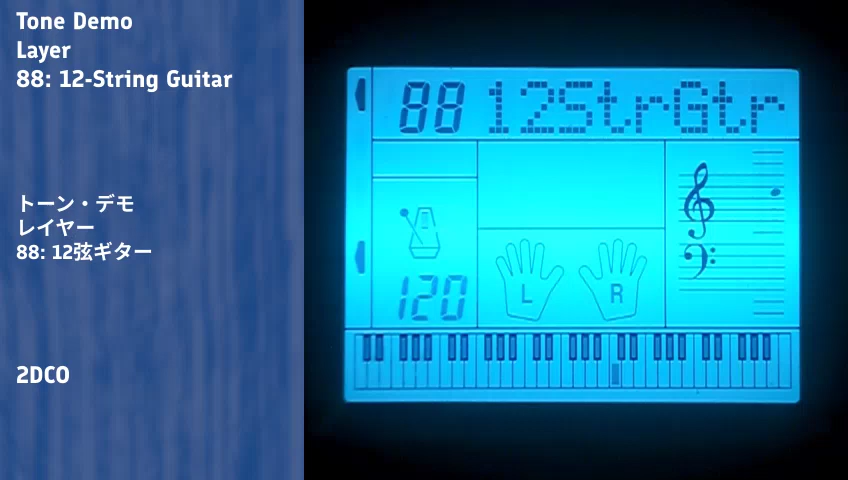 Tone Demo
Layer
88: 12-String Guitar
トーン・デモ
レイヤー
88: 12弦ギター
2DCO
88 12StrGtr
120
L R